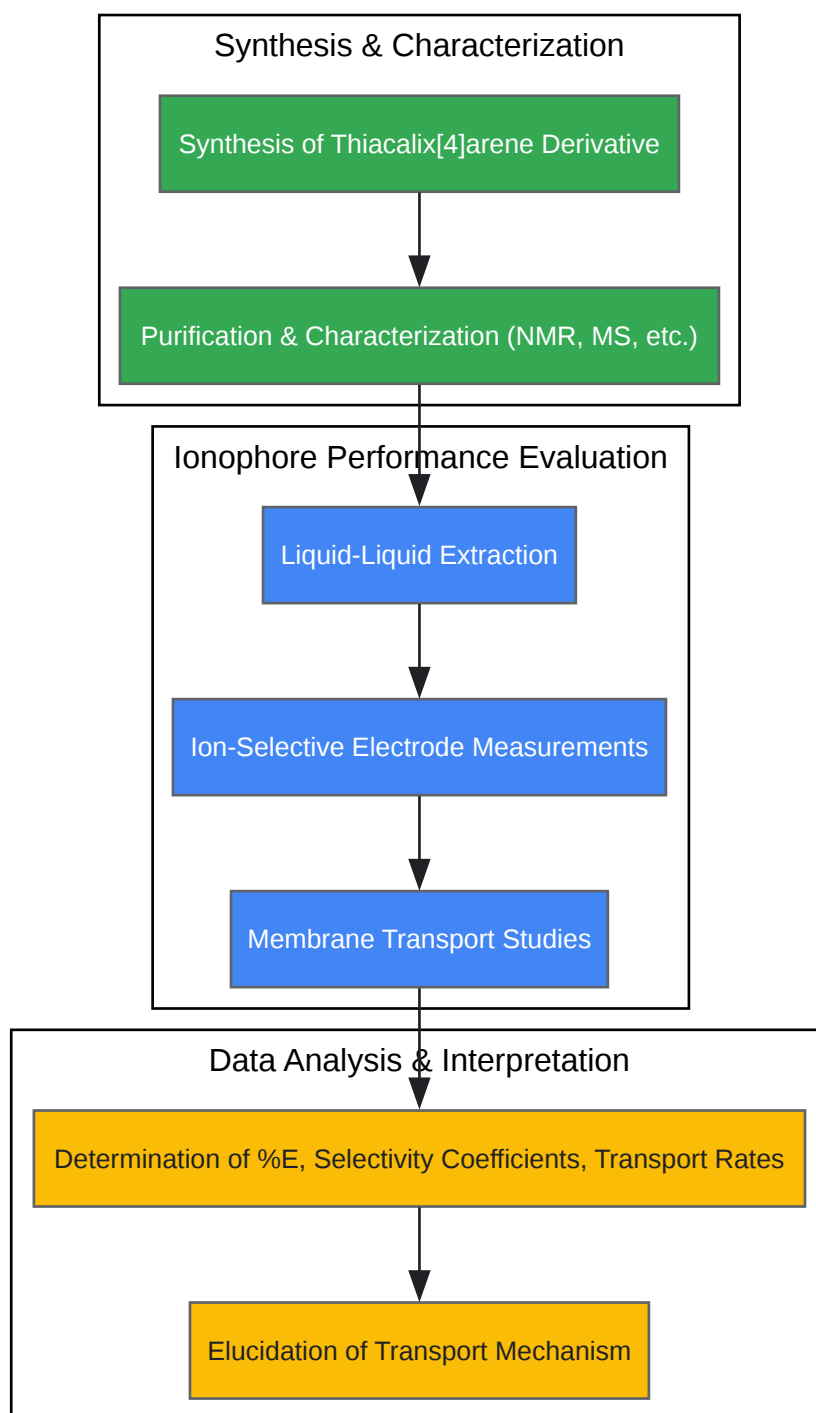 Synthesis & Characterization
Synthesis of Thiacalix[4]arene Derivative
Purification & Characterization (NMR, MS, etc.)
Ionophore Performance Evaluation
Liquid-Liquid Extraction
Ion-Selective Electrode Measurements
Membrane Transport Studies
Data Analysis & Interpretation
Determination of %E, Selectivity Coefficients, Transport Rates
Elucidation of Transport Mechanism